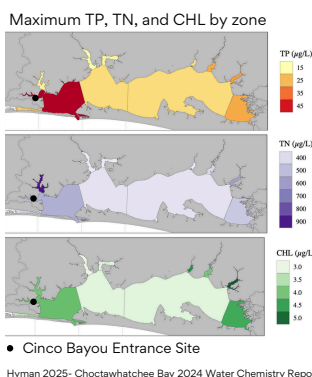 Maximum TP, TN, and CHL by zone
TP (µg/L)
15
25
35
45
TN (µg/L)
400
500
600
700
800
900
CHL (µg/L)
3.0
3.5
4.0
4.5
5.0
• Cinco Bayou Entrance Site
Hyman 2025- Choctawhatchee Bay 2024 Water Chemistry Repo